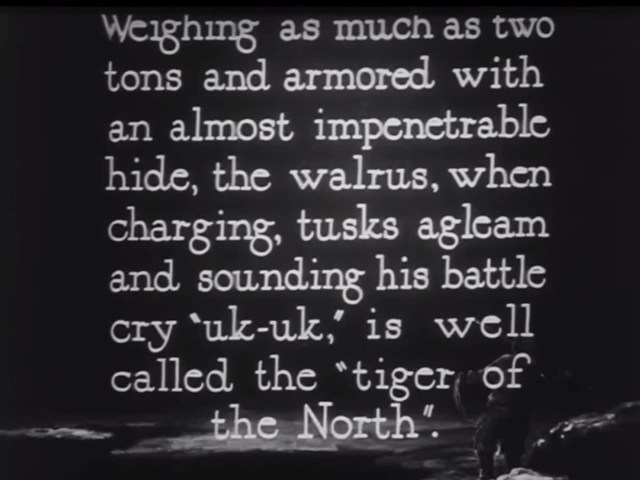 Weighing as much as two
tons and armored with
an almost impenetrable
hide, the walrus, when
charging, tusks agleam
and sounding his battle
cry "uk-uk," is well
called the "tiger of
the North".